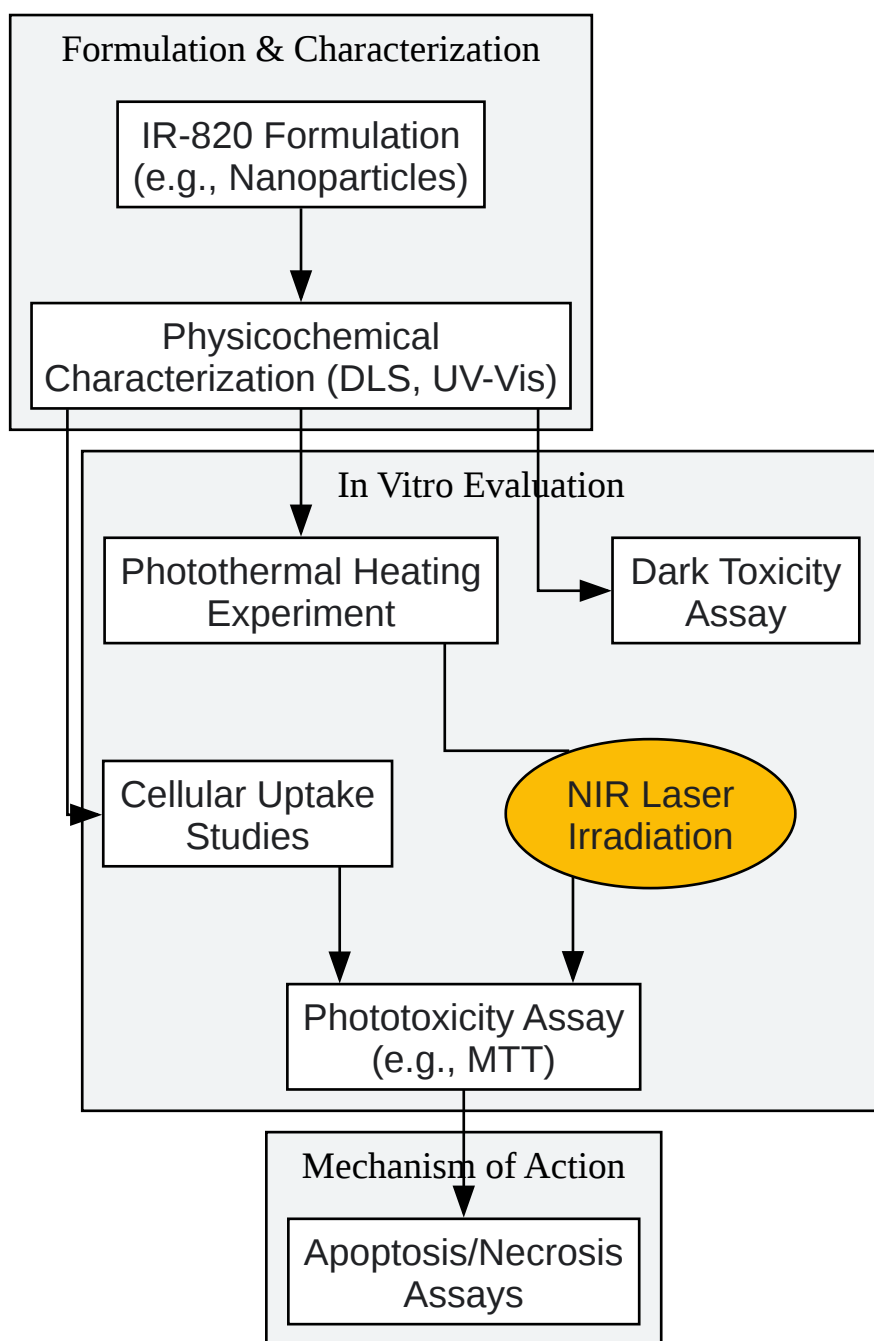 Formulation & Characterization
IR-820 Formulation
(e.g., Nanoparticles)
Physicochemical
Characterization (DLS, UV-Vis)
In Vitro Evaluation
Photothermal Heating
Experiment
Dark Toxicity
Assay
Cellular Uptake
Studies
NIR Laser
Irradiation
Phototoxicity Assay
(e.g., MTT)
Mechanism of Action
Apoptosis/Necrosis
Assays